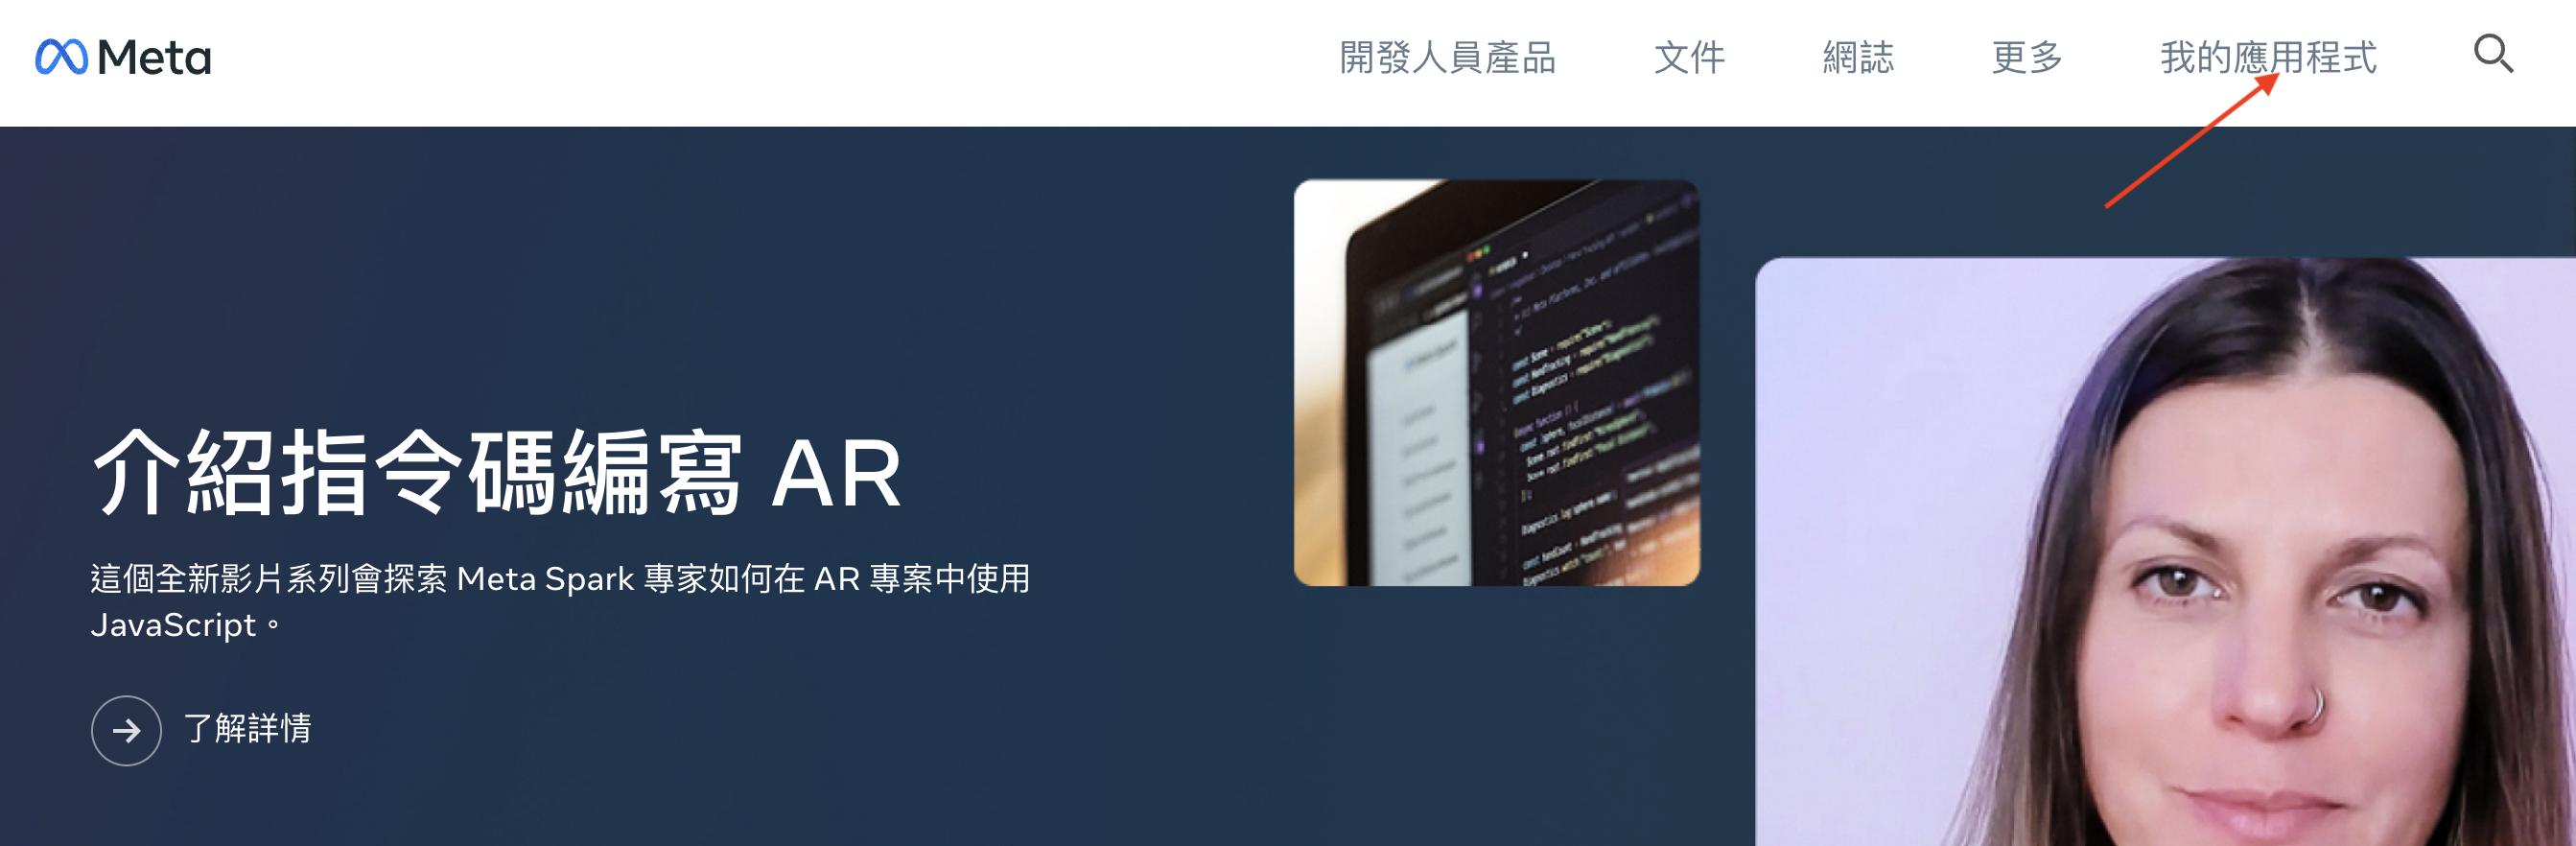 Meta
開發人員產品 文件 網誌 更多 我的應用程式
介紹指令碼編寫 AR
這個全新影片系列會探索 Meta Spark 專家如何在 AR 專案中使用
JavaScript。
了解詳情